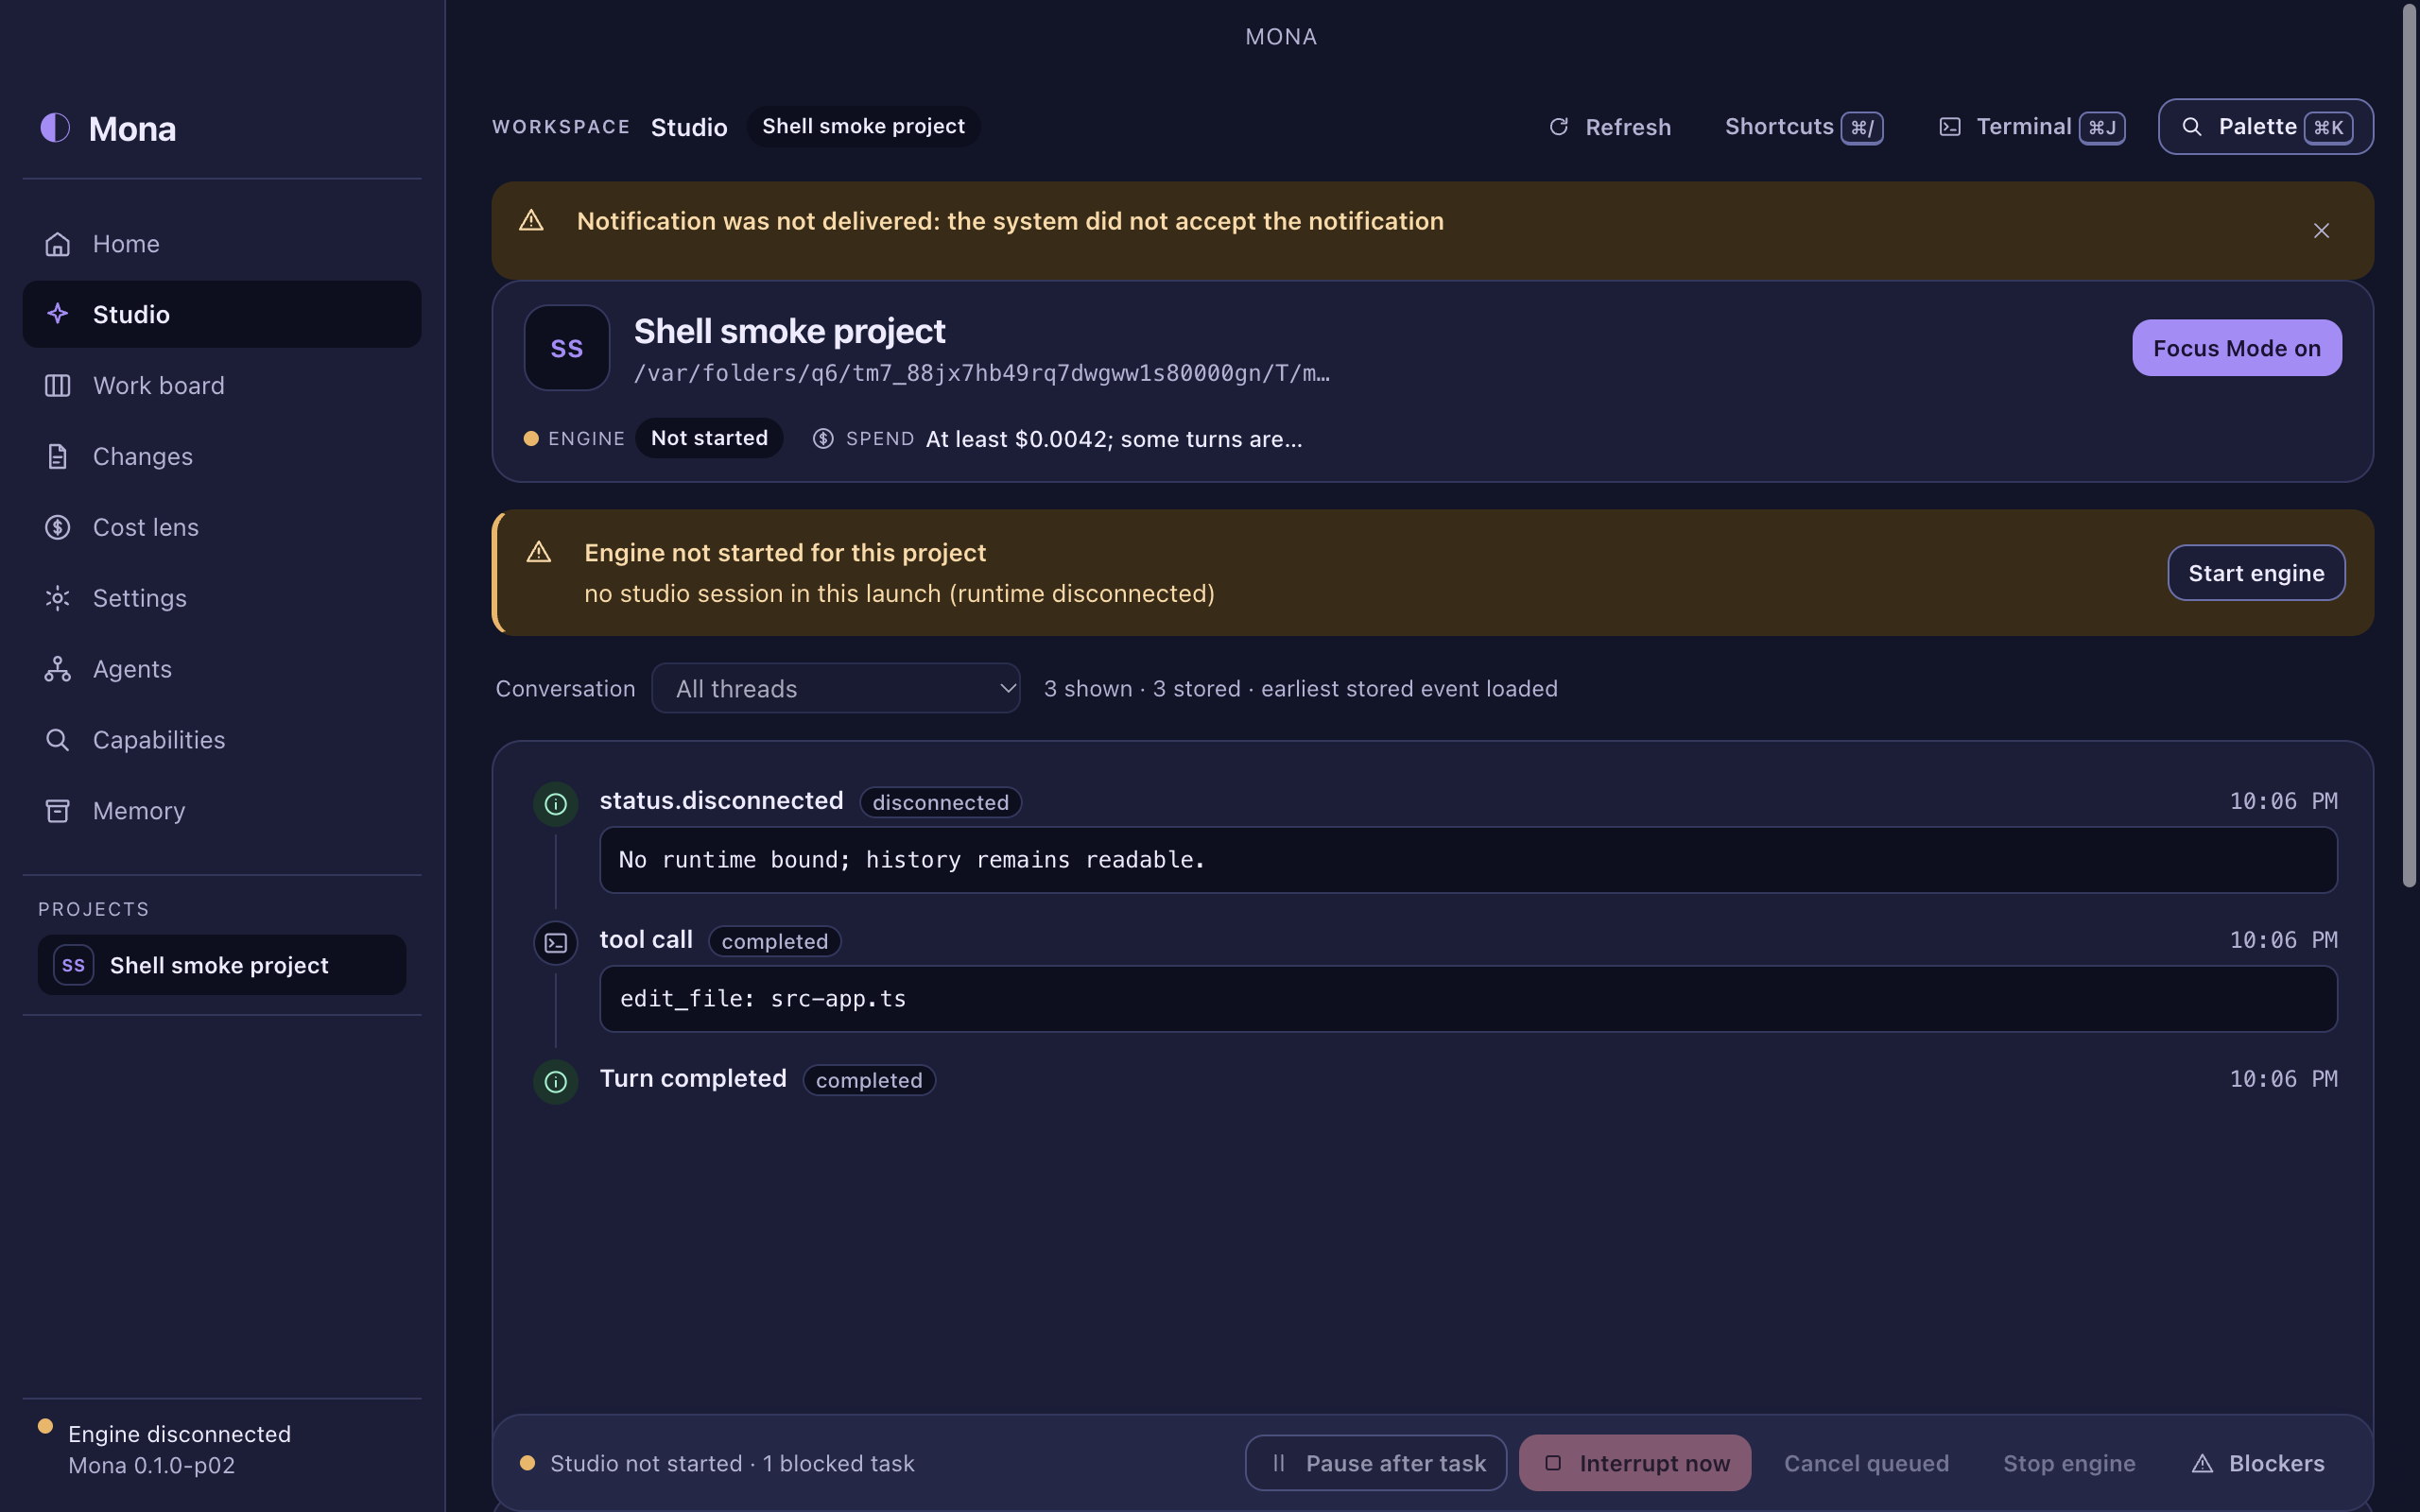 MONA
Mona
Home
Studio
Work board
Changes
Cost lens
Settings
Agents
Capabilities
Memory
PROJECTS
SS Shell smoke project
Engine disconnected
Mona 0.1.0-p02
WORKSPACE Studio Shell smoke project
Refresh Shortcuts ⌘/ Terminal ⌘J Palette ⌘K
Notification was not delivered: the system did not accept the notification
SS
Shell smoke project
/var/folders/q6/tm7_88jx7hb49rq7dwgww1s80000gn/T/m…
Focus Mode on
ENGINE Not started SPEND At least $0.0042; some turns are…
Engine not started for this project
no studio session in this launch (runtime disconnected)
Start engine
Conversation All threads 3 shown · 3 stored · earliest stored event loaded
status.disconnected disconnected 10:06 PM
No runtime bound; history remains readable.
tool call completed 10:06 PM
edit_file: src-app.ts
Turn completed completed 10:06 PM
Studio not started · 1 blocked task
Pause after task Interrupt now Cancel queued Stop engine Blockers